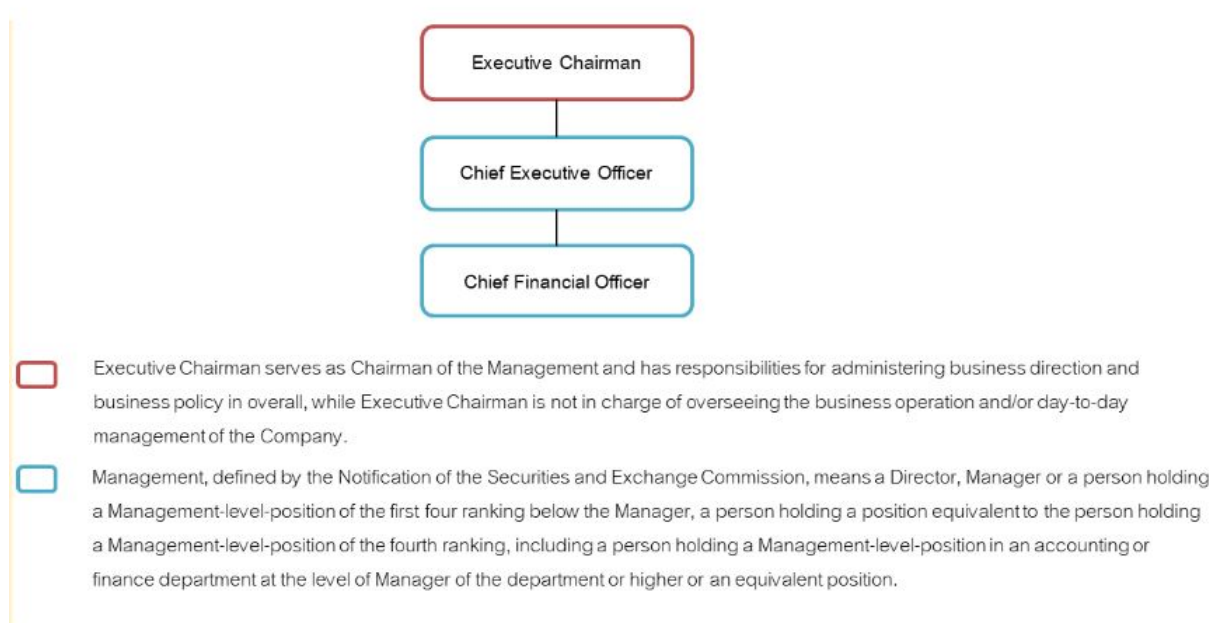 Executive Chairman
Chief Executive Officer
Chief Financial Officer
Executive Chairman serves as Chairman of the Management and has responsibilities for administering business direction and
business policy in overall, while Executive Chairman is not in charge of overseeing the business operation and/or day-to-day
management of the Company.
Management, defined by the Notification of the Securities and Exchange Commission, means a Director, Manager or a person holding
a Management-level-position of the first four ranking below the Manager, a person holding a position equivalent to the person holding
a Management-level-position of the fourth ranking, including a person holding a Management-level-position in an accounting or
finance department at the level of Manager of the department or higher or an equivalent position.